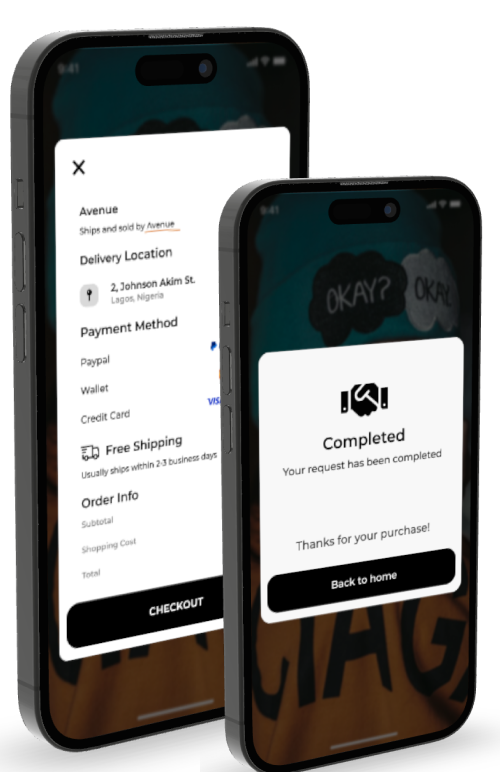 9:41
Avenue
Ships and sold by Avenue
Delivery Location
2, Johnson Akim St.
Lagos, Nigeria
Payment Method
Paypal
Wallet
Credit Card
VISA
Free Shipping
Usually ships within 2-3 business days
Order Info
Subtotal
Shopping Cost
Total
CHECKOUT
9:41
OKAY?
OKAY
Completed
Your request has been completed
Thanks for your purchase!
Back to home